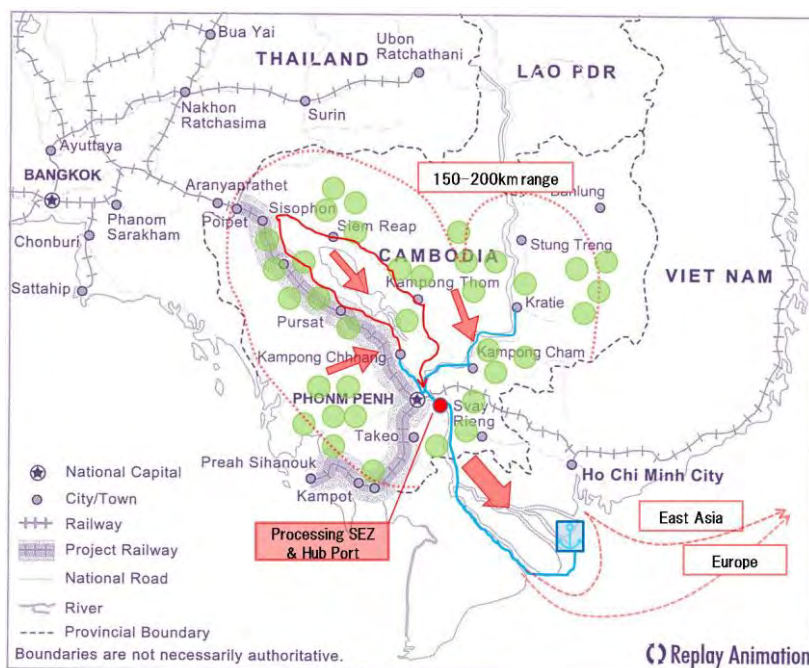 Bua Yai
THAILAND
Ubon
Ratchathani
LAO PDR
Nakhon
Ratchasima
Surin
Ayuttaya
BANGKOK
Aranyaprathet
150-200km range
Phanom
Sarakham
Poipet
Sisophon
Siem Reap
Chonburi
CAMBODIA
Stung Treng
Sattahip
Kampong Thom
VIET NAM
Kratie
Pursat
Kampong Chhnang
Kampong Cham
PHONM PENH
Svay
Rieng
Takeo
Preah Sihanouk
Kampot
Ho Chi Minh City
Processing SEZ
& Hub Port
East Asia
Europe
National Capital
City/Town
Railway
Project Railway
National Road
River
Provincial Boundary
Boundaries are not necessarily authoritative.
Replay Animation